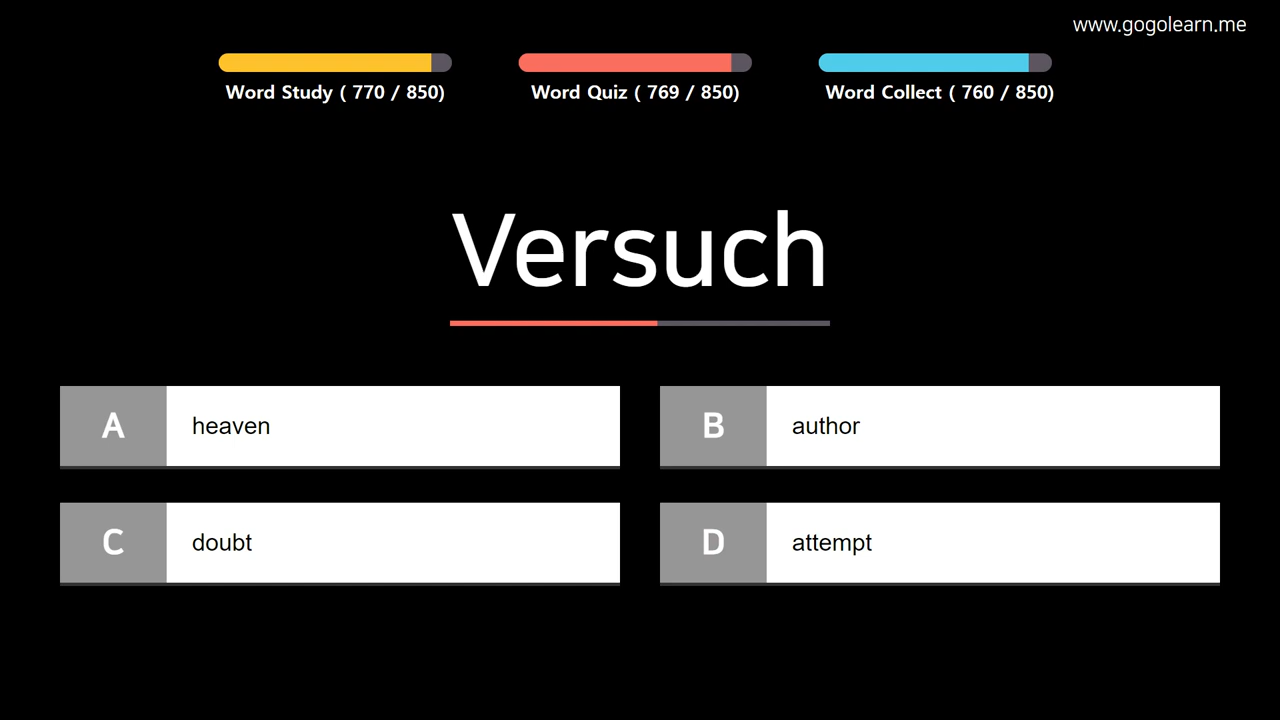 www.gogolearn.me
Word Study ( 770 / 850)
Word Quiz ( 769 / 850)
Word Collect ( 760 / 850)
Versuch
A heaven
B author
C doubt
D attempt